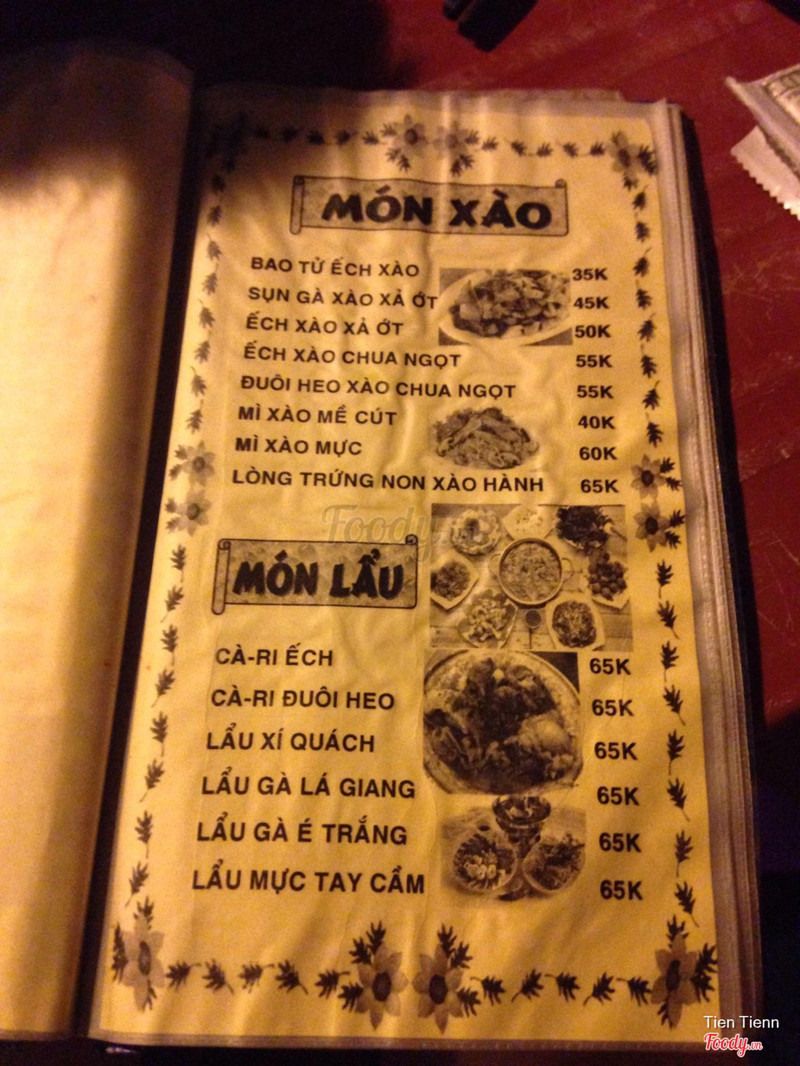 MÓN XÀO
BAO TỬ ẾCH XÀO 35K
SỤN GÀ XÀO XẢ ỚT 45K
ẾCH XÀO XẢ ỚT 50K
ẾCH XÀO CHUA NGỌT 55K
ĐUÔI HEO XÀO CHUA NGỌT 55K
MÌ XÀO MỀ CÚT 40K
MÌ XÀO MỰC 60K
LÒNG TRỨNG NON XÀO HÀNH 65K
Foody.vn
MÓN LẨU
CÀ-RI ẾCH 65K
CÀ-RI ĐUÔI HEO 65K
LẨU XÍ QUÁCH 65K
LẨU GÀ LÁ GIANG 65K
LẨU GÀ É TRẮNG 65K
LẨU MỰC TAY CẦM 65K
Tien Tienn
Foody.vn